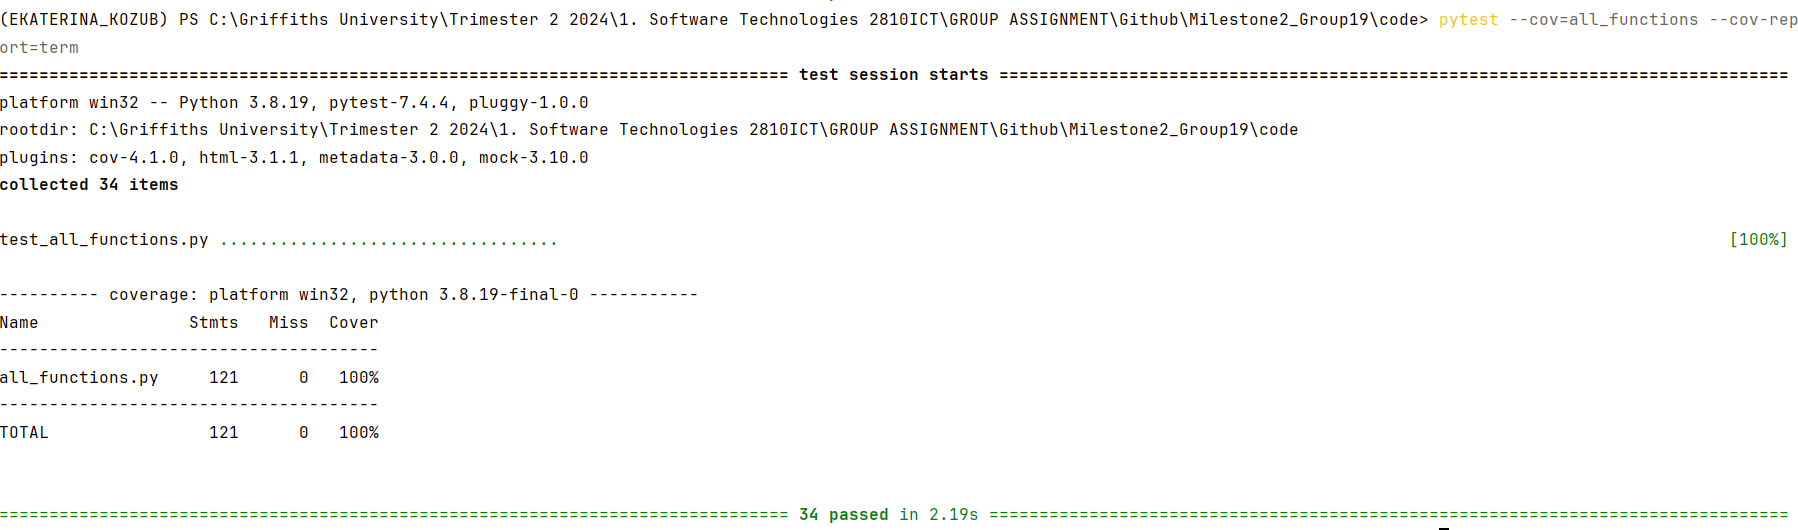 (EKATERINA_KOZUB) PS C:\Griffiths University\Trimester 2 2024\1. Software Technologies 2810ICT\GROUP ASSIGNMENT\Github\Milestone2_Group19\code> pytest --cov=all_functions --cov-rep
ort=term
=============================================================================== test session starts ===============================================================================
platform win32 -- Python 3.8.19, pytest-7.4.4, pluggy-1.0.0
rootdir: C:\Griffiths University\Trimester 2 2024\1. Software Technologies 2810ICT\GROUP ASSIGNMENT\Github\Milestone2_Group19\code
plugins: cov-4.1.0, html-3.1.1, metadata-3.0.0, mock-3.10.0
collected 34 items
test_all_functions.py .................................. [100%]
---------- coverage: platform win32, python 3.8.19-final-0 -----------
Name               Stmts   Miss  Cover
--------------------------------------
all_functions.py     121      0   100%
--------------------------------------
TOTAL                121      0   100%
=============================================================================== 34 passed in 2.19s ================================================================================